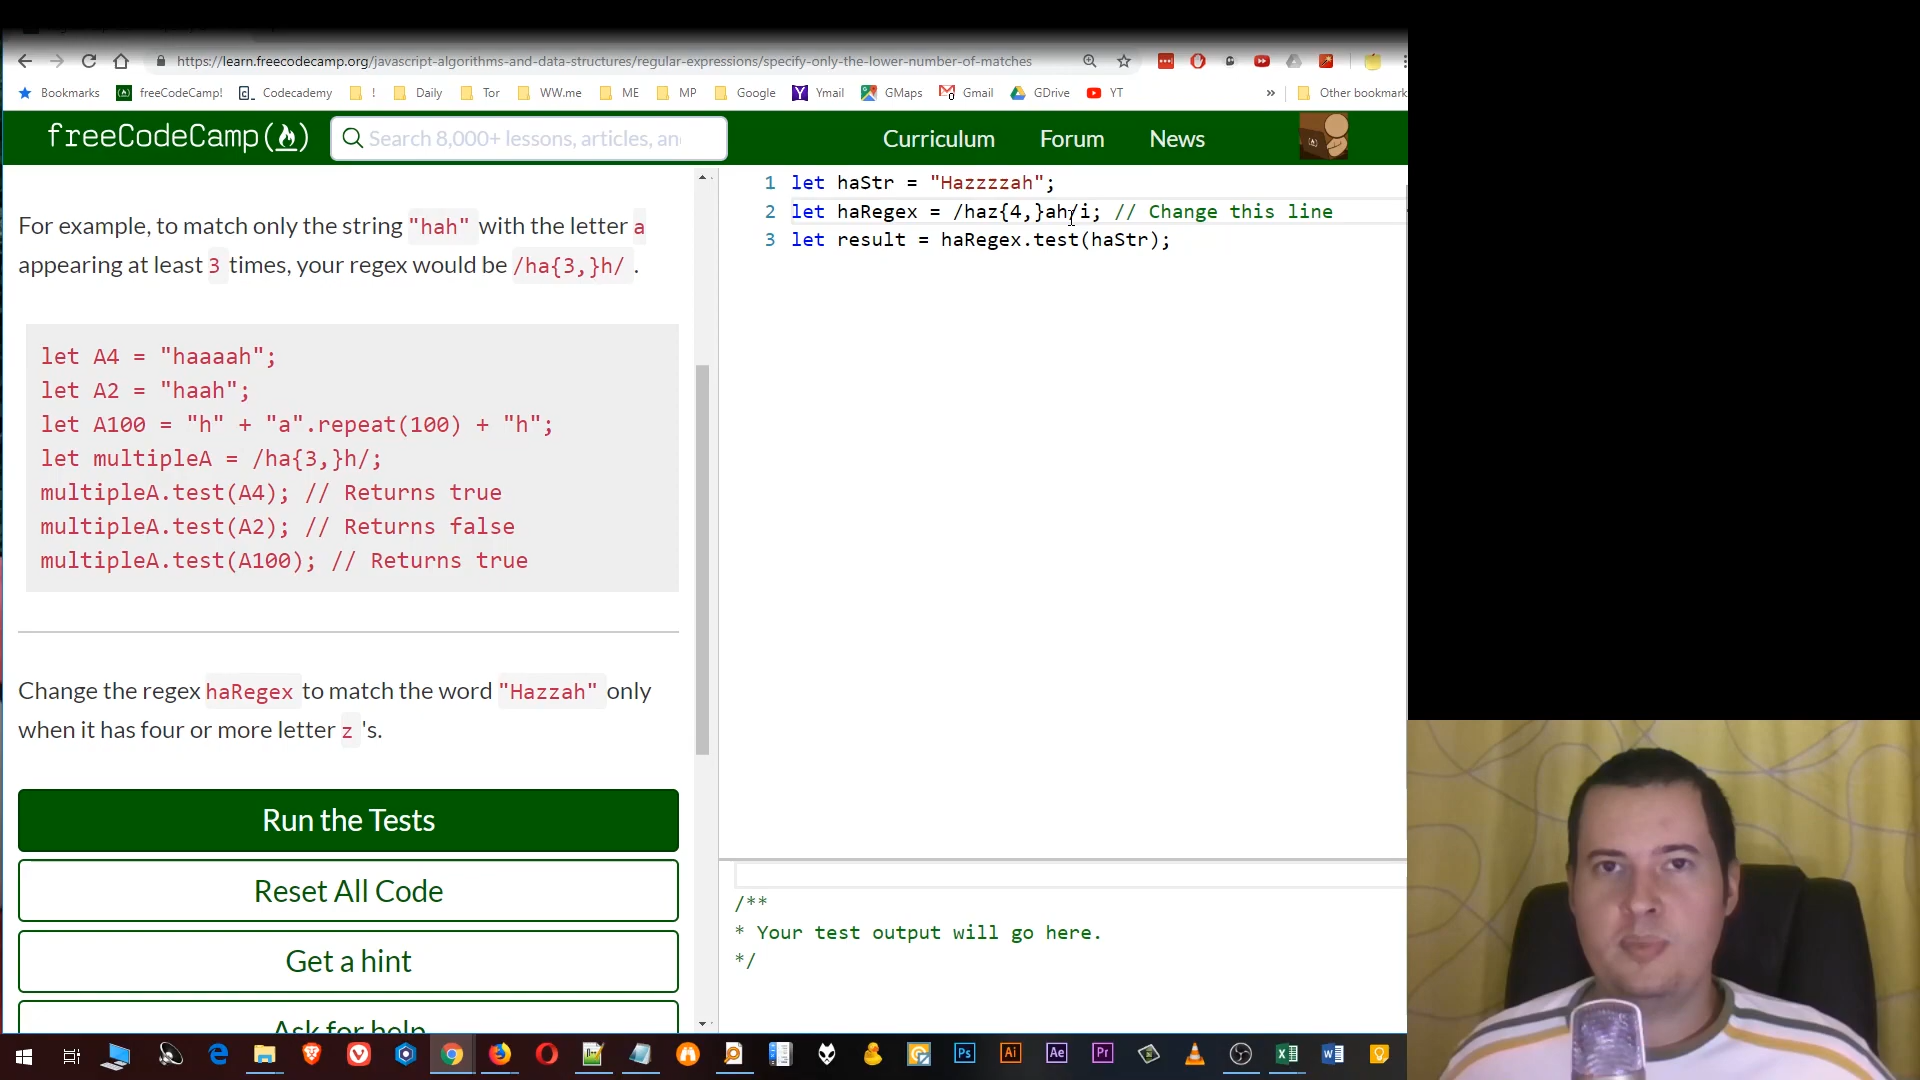 https://learn.freecodecamp.org/javascript-algorithms-and-data-structures/regular-expressions/specify-only-the-lower-number-of-matches
Bookmarks freeCodeCamp! Codecademy ! Daily Tor WW.me ME MP Google Ymail GMaps Gmail GDrive YT » Other bookmark
freeCodeCamp Search 8,000+ lessons, articles, an Curriculum Forum News
For example, to match only the string "hah" with the letter a
appearing at least 3 times, your regex would be /ha{3,}h/ .
let A4 = "haaaah";
let A2 = "haah";
let A100 = "h" + "a".repeat(100) + "h";
let multipleA = /ha{3,}h/;
multipleA.test(A4); // Returns true
multipleA.test(A2); // Returns false
multipleA.test(A100); // Returns true
Change the regex haRegex to match the word "Hazzah" only
when it has four or more letter z 's.
Run the Tests
Reset All Code
Get a hint
Ask for help
1 let haStr = "Hazzzzah";
2 let haRegex = /haz{4,}ah/i; // Change this line
3 let result = haRegex.test(haStr);
/**
* Your test output will go here.
*/
Ps Ai Ae Pr